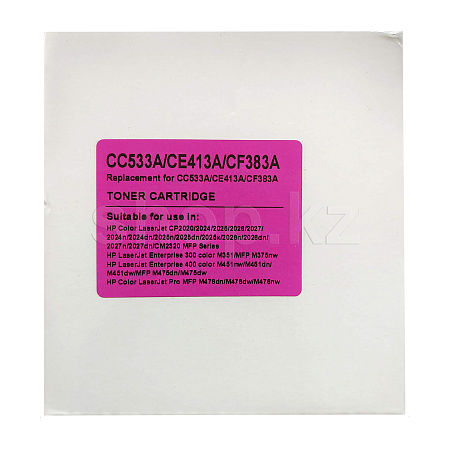 CC533A/CE413A/CF383A
Replacement for CC533A/CE413A/CF383A
TONER CARTRIDGE
Suitable for use in:
HP Color LaserJet CP2020/2024/2025/2026/2027/
2024n/2024dn/2025n/2025dn/2025x/2026n/2026dn/
2027n/2027dn/CM2320 MFP Series
HP LaserJet Enterprise 300 color M351/MFP M375nw
HP LaserJet Enterprise 400 color M451nw/M451dn/
M451dw/MFP M475dn/M475dw
HP Color LaserJet Pro MFP M476dn/M476dw/M476nw
shop.kz